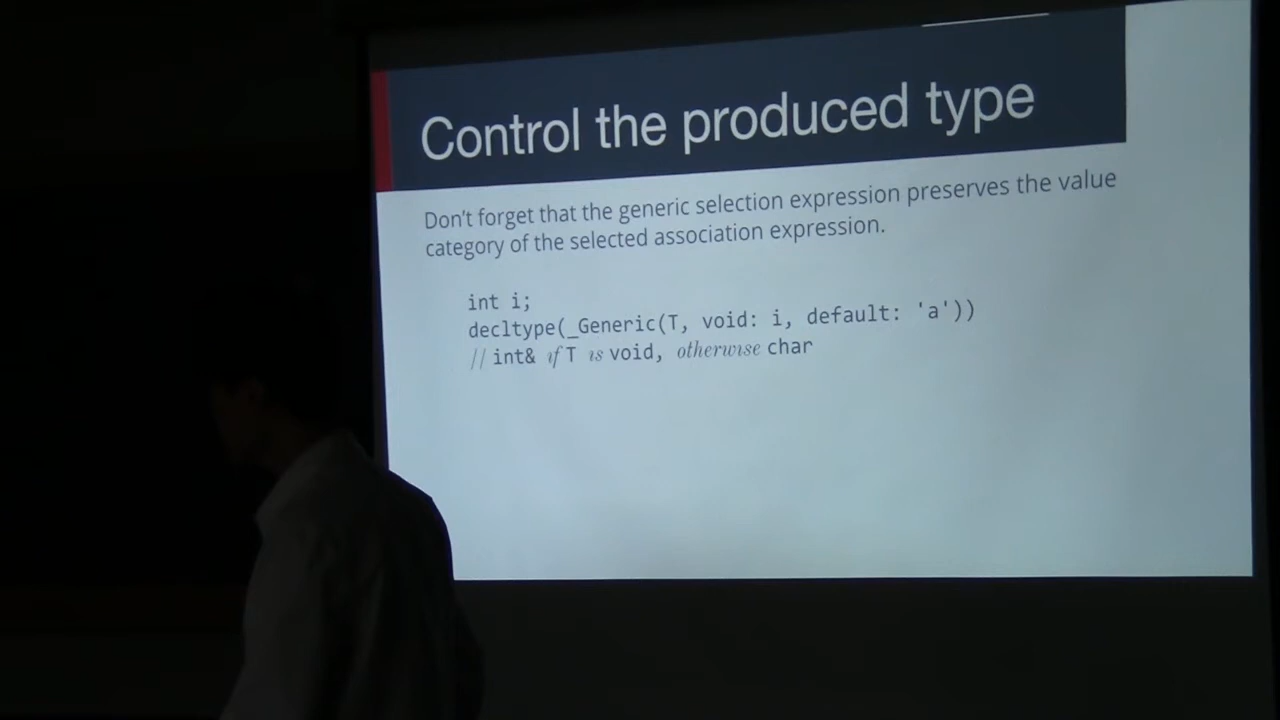 Control the produced type
Don't forget that the generic selection expression preserves the value
category of the selected association expression.
int i;
decltype(_Generic(T, void: i, default: 'a'))
// int& if T is void, otherwise char